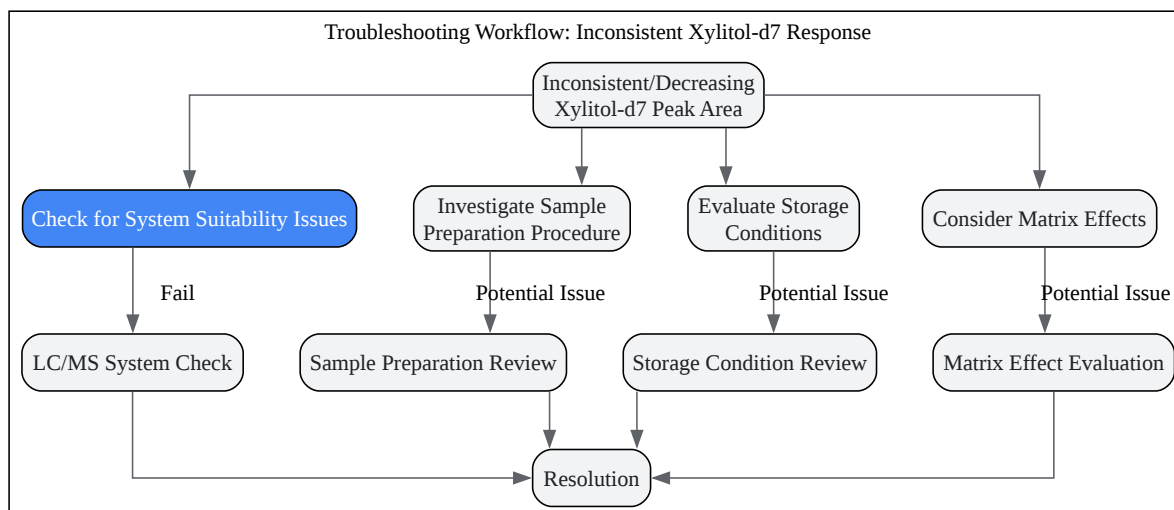 Troubleshooting Workflow: Inconsistent Xylitol-d7 Response
Inconsistent/Decreasing
Xylitol-d7 Peak Area
Check for System Suitability Issues
Investigate Sample
Preparation Procedure
Evaluate Storage
Conditions
Consider Matrix Effects
Fail
Potential Issue
Potential Issue
Potential Issue
LC/MS System Check
Sample Preparation Review
Storage Condition Review
Matrix Effect Evaluation
Resolution